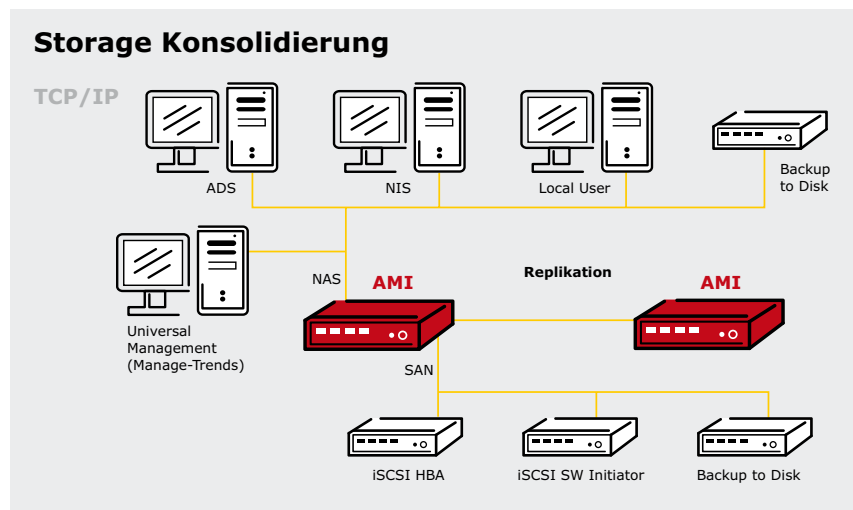 Storage Konsolidierung
TCP/IP
ADS
NIS
Local User
Backup
to Disk
NAS
AMI
Replikation
AMI
Universal
Management
(Manage-Trends)
SAN
iSCSI HBA
iSCSI SW Initiator
Backup to Disk